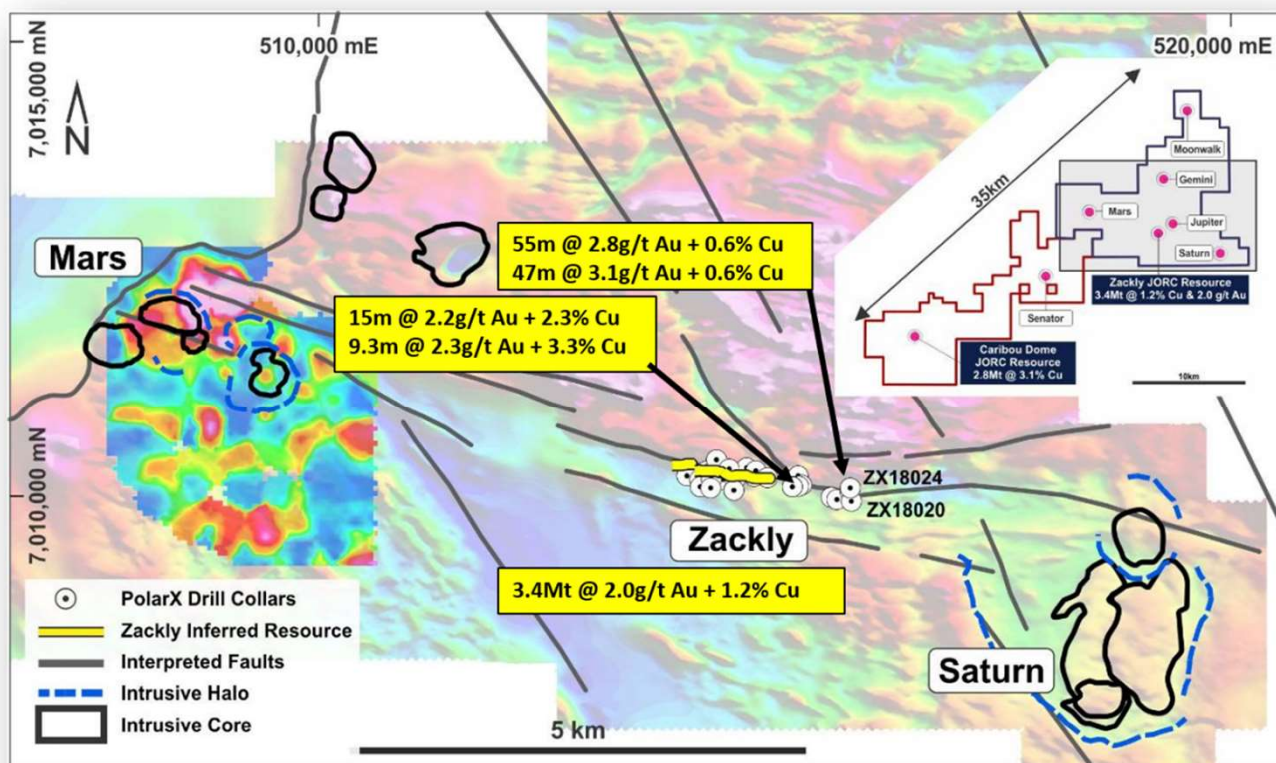 510,000 mE
520,000 mE
7,015,000 mN
N
35km
Moonwalk
Gemini
Mars
Jupiter
Saturn
Zackly JORC Resource
3.4Mt @ 1.2% Cu & 2.0 g/t Au
Senator
Caribou Dome
JORC Resource
2.8Mt @ 3.1% Cu
10km
Mars
55m @ 2.8g/t Au + 0.6% Cu
47m @ 3.1g/t Au + 0.6% Cu
15m @ 2.2g/t Au + 2.3% Cu
9.3m @ 2.3g/t Au + 3.3% Cu
7,010,000 mN
ZX18024
ZX18020
Zackly
3.4Mt @ 2.0g/t Au + 1.2% Cu
Saturn
PolarX Drill Collars
Zackly Inferred Resource
Interpreted Faults
Intrusive Halo
Intrusive Core
5 km